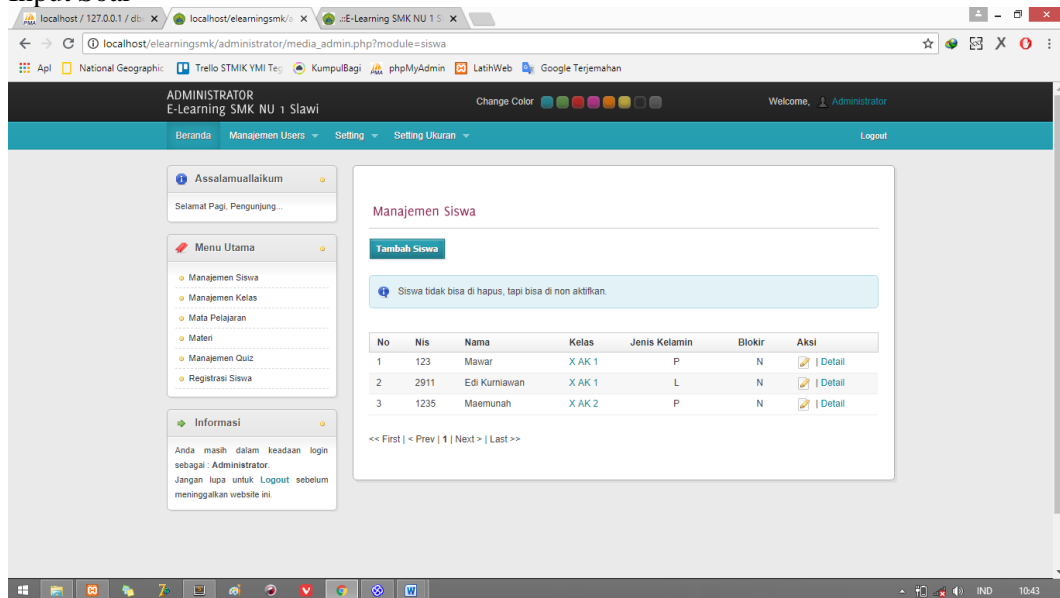 Input Soal
localhost / 127.0.0.1 / db
localhost/elearningsmk/a
.::E-Learning SMK NU 1 S
localhost/elearningsmk/administrator/media_admin.php?module=siswa
Apl National Geographic Trello STMIK YMI Teg KumpulBagi phpMyAdmin LatihWeb Google Terjemahan
ADMINISTRATOR
E-Learning SMK NU 1 Slawi
Change Color
Welcome, Administrator
Beranda Manajemen Users Setting Setting Ukuran Logout
Assalamuallaikum
Selamat Pagi, Pengunjung...
Menu Utama
Manajemen Siswa
Manajemen Kelas
Mata Pelajaran
Materi
Manajemen Quiz
Registrasi Siswa
Informasi
Anda masih dalam keadaan login
sebagai : Administrator.
Jangan lupa untuk Logout sebelum
meninggalkan website ini.
Manajemen Siswa
Tambah Siswa
Siswa tidak bisa di hapus, tapi bisa di non aktifkan.
No Nis Nama Kelas Jenis Kelamin Blokir Aksi
1 123 Mawar X AK 1 P N | Detail
2 2911 Edi Kurniawan X AK 1 L N | Detail
3 1235 Maemunah X AK 2 P N | Detail
<< First | < Prev | 1 | Next > | Last >>
IND 10:43